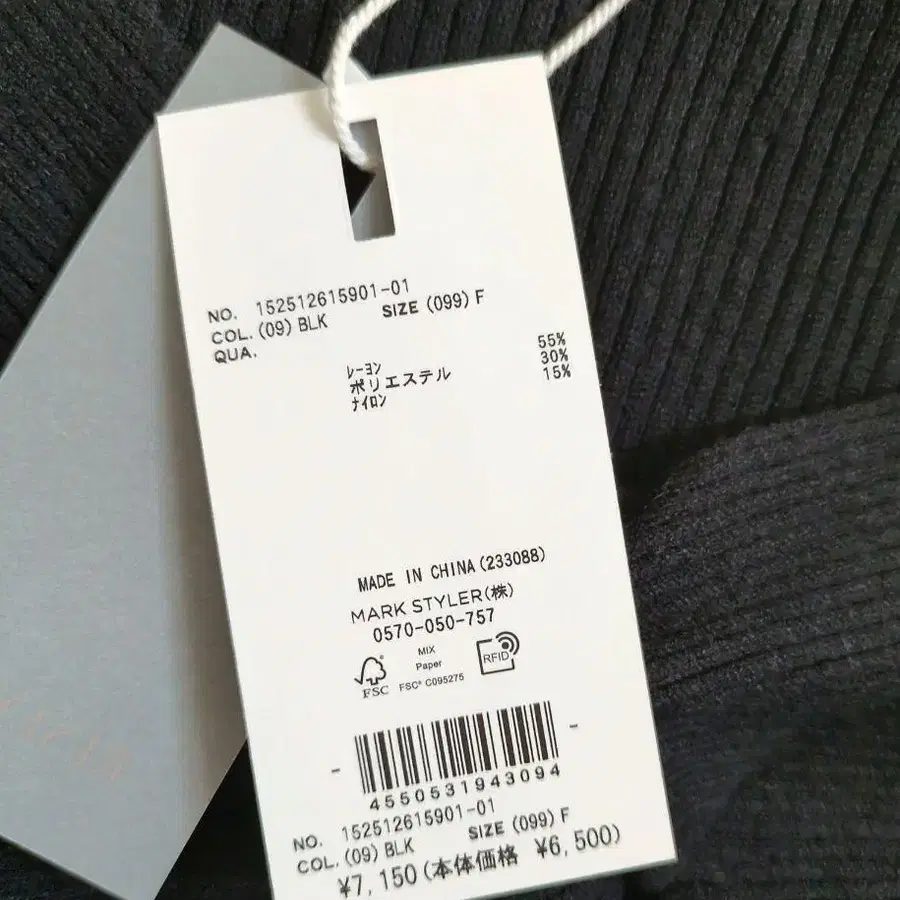 NO. 152512615901-01
COL. (09) BLK SIZE (099) F
QUA.
ﾚｰﾖﾝ 55%
ポリエステル 30%
ﾅｲﾛﾝ 15%
MADE IN CHINA (233088)
MARK STYLER(株)
0570-050-757
MIX
Paper
FSC® C095275
FSC
RFID
4550531943094
NO. 152512615901-01
COL. (09) BLK SIZE (099) F
¥7,150(本体価格 ¥6,500)